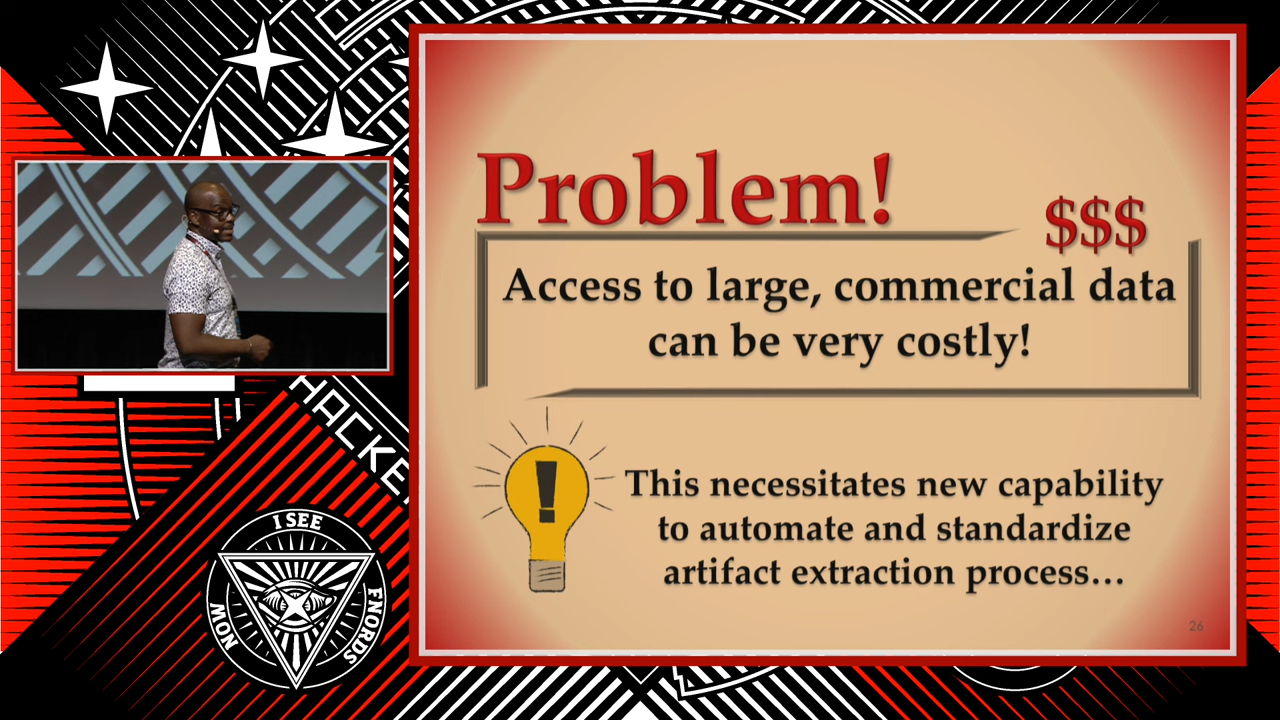 Problem!
$$$
Access to large, commercial data
can be very costly!
!
This necessitates new capability
to automate and standardize
artifact extraction process…
26
HACKE
I SEE
FNORDS
NOW